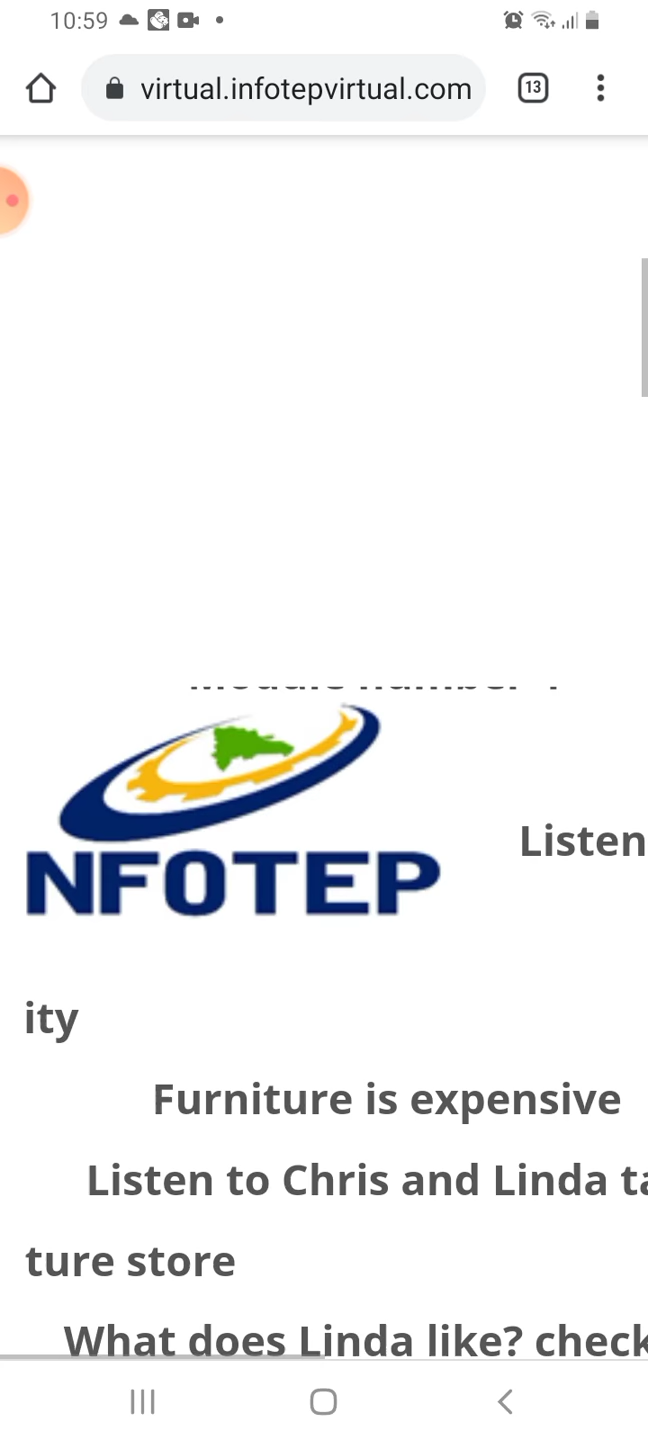 10:59
virtual.infotepvirtual.com
13
NFOTEP
Listen
ity
Furniture is expensive
Listen to Chris and Linda ta
ture store
What does Linda like? check